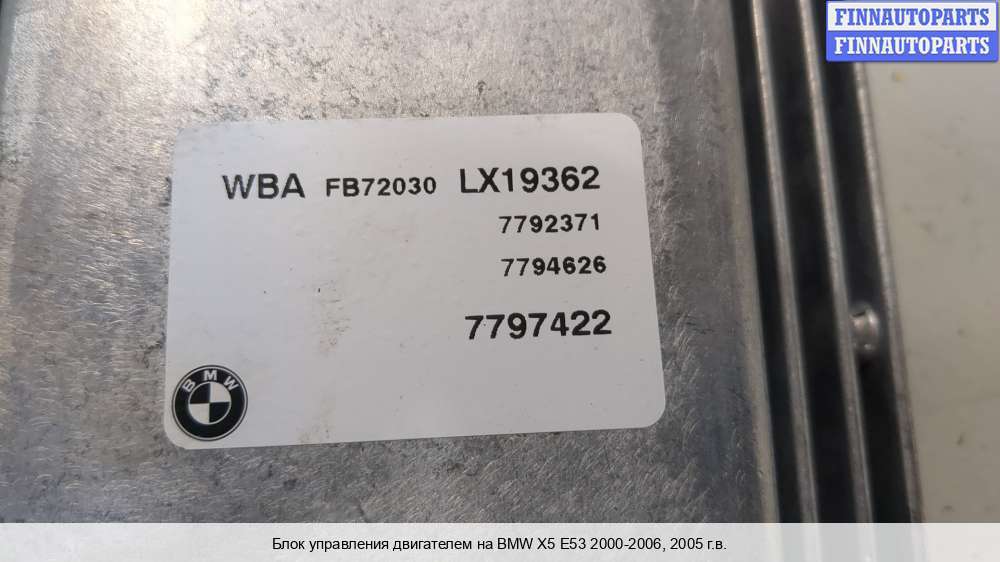 FINNAUTOPARTS
FINNAUTOPARTS
WBA FB72030 LX19362
7792371
7794626
7797422
BMW
Блок управления двигателем на BMW X5 E53 2000-2006, 2005 г.в.